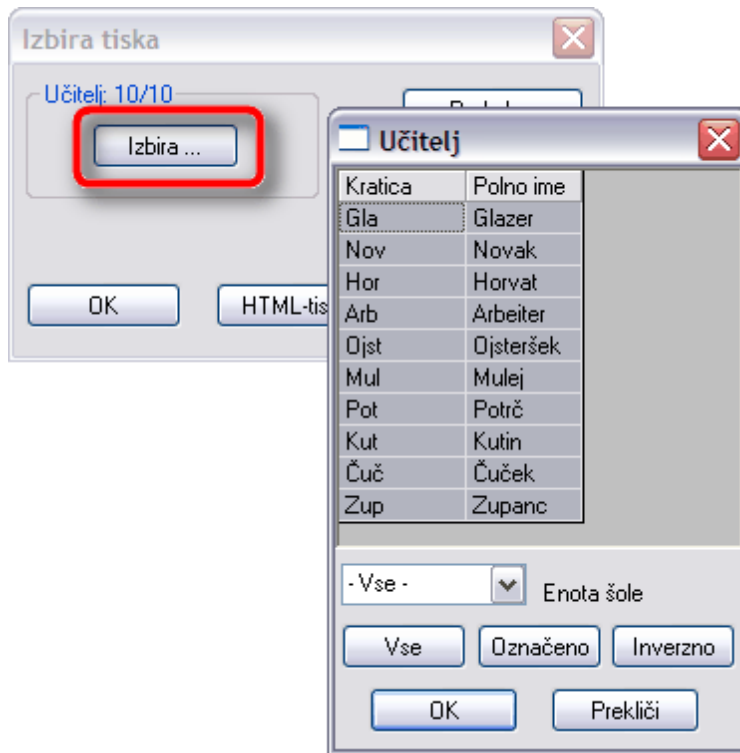 Izbira tiska
Učitelj: 10/10
Izbira ...
OK
HTML-tis
Učitelj
Kratica Polno ime
Gla Glazer
Nov Novak
Hor Horvat
Arb Arbeiter
Ojst Ojsteršek
Mul Mulej
Pot Potrč
Kut Kutin
Čuč Čuček
Zup Zupanc
- Vse - Enota šole
Vse Označeno Inverzno
OK Prekliči